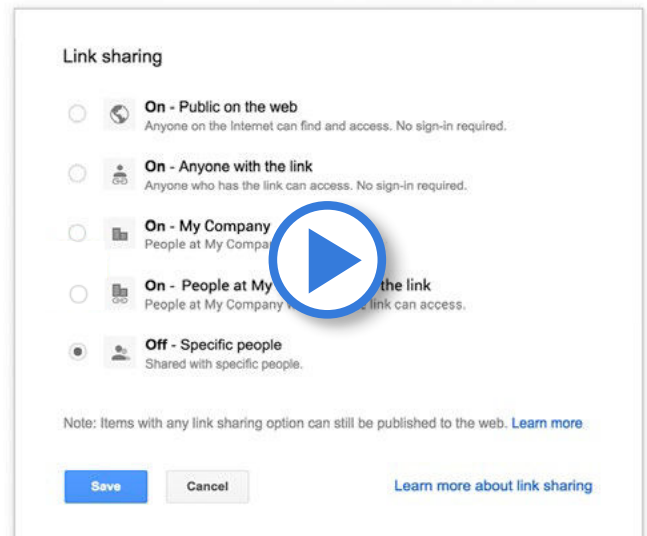 Link sharing
On - Public on the web
Anyone on the Internet can find and access. No sign-in required.
On - Anyone with the link
Anyone who has the link can access. No sign-in required.
On - My Company
People at My
On - People at My the link
People at My Company link can access.
Off - Specific people
Shared with specific people.
Note: Items with any link sharing option can still be published to the web. Learn more
Save Cancel Learn more about link sharing